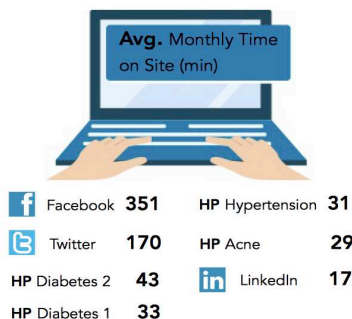 Avg. Monthly Time
on Site (min)
Facebook 351
Twitter 170
HP Diabetes 2 43
HP Diabetes 1 33
HP Hypertension 31
HP Acne 29
LinkedIn 17